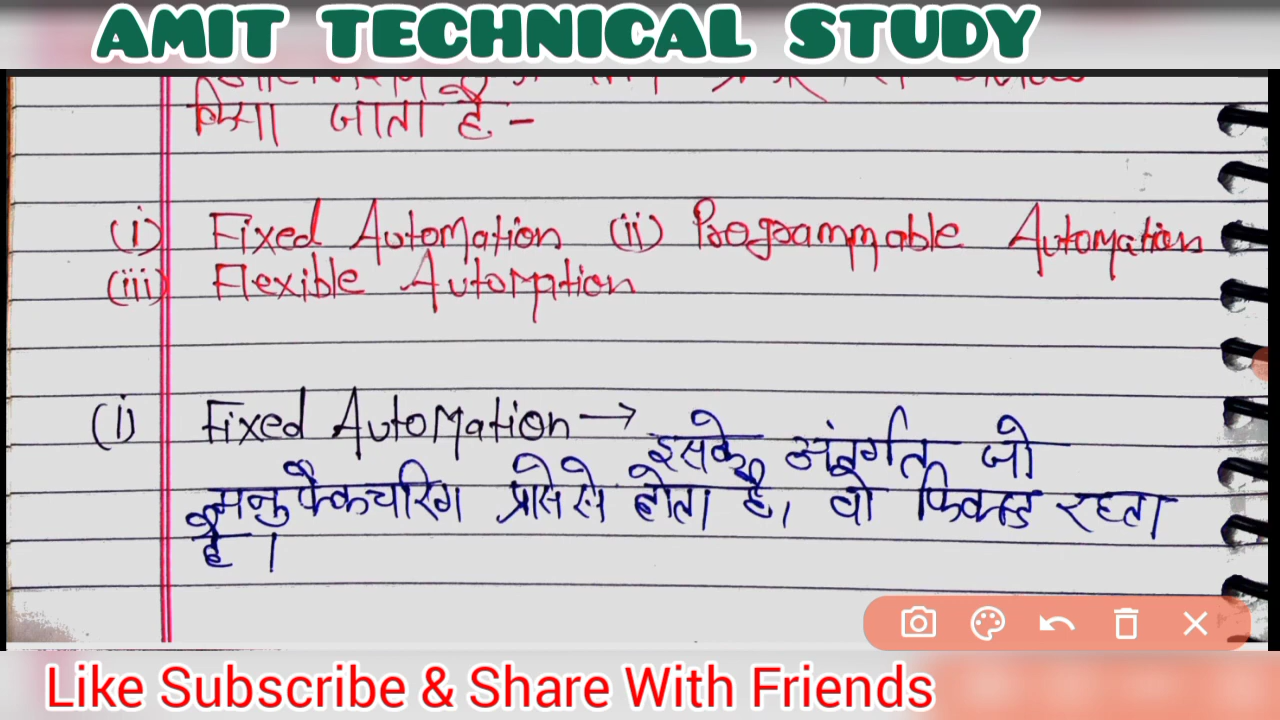 AMIT TECHNICAL STUDY
किया जाता है. -
(i) Fixed Automation (ii) Programmable Automation
(iii) Flexible Automation
(i) Fixed Automation → इसके अंतर्गत जो
मनुफैक्चरिंग प्रोसेसे होता है, वो फिक्स्ड रहता
है ।
Like Subscribe & Share With Friends